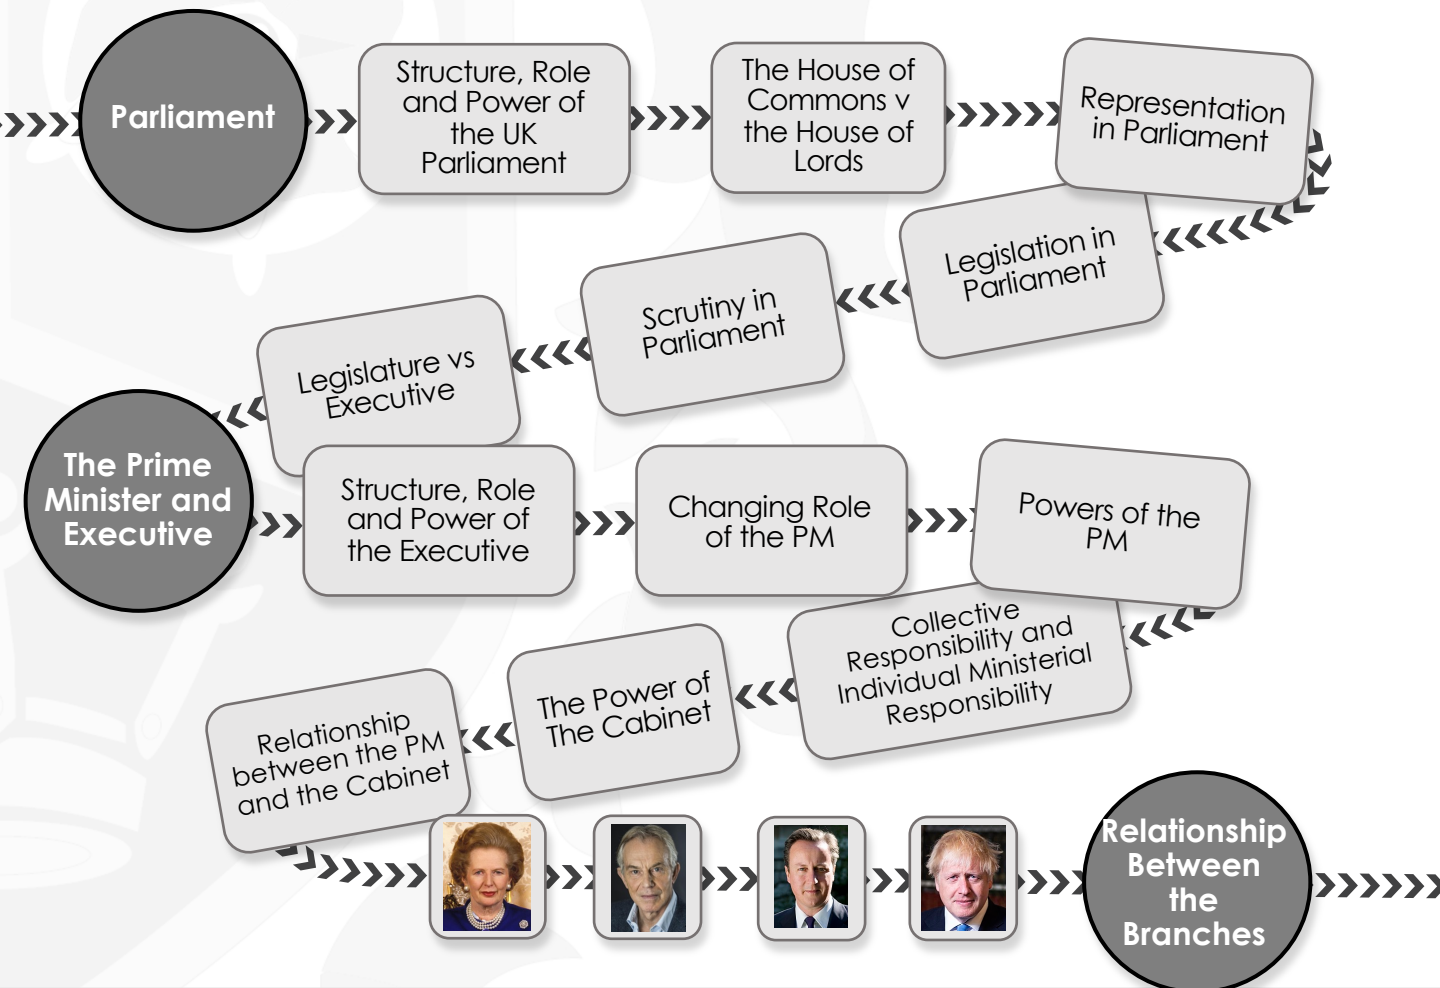 Parliament
Structure, Role
and Power of
the UK
Parliament
The House of
Commons v
the House of
Lords
Representation
in Parliament
Legislation in
Parliament
Scrutiny in
Parliament
Legislature vs
Executive
The Prime
Minister and
Executive
Structure, Role
and Power of
the Executive
Changing Role
of the PM
Powers of the
PM
Collective
Responsibility and
Individual Ministerial
Responsibility
The Power of
The Cabinet
Relationship
between the PM
and the Cabinet
Relationship
Between
the
Branches